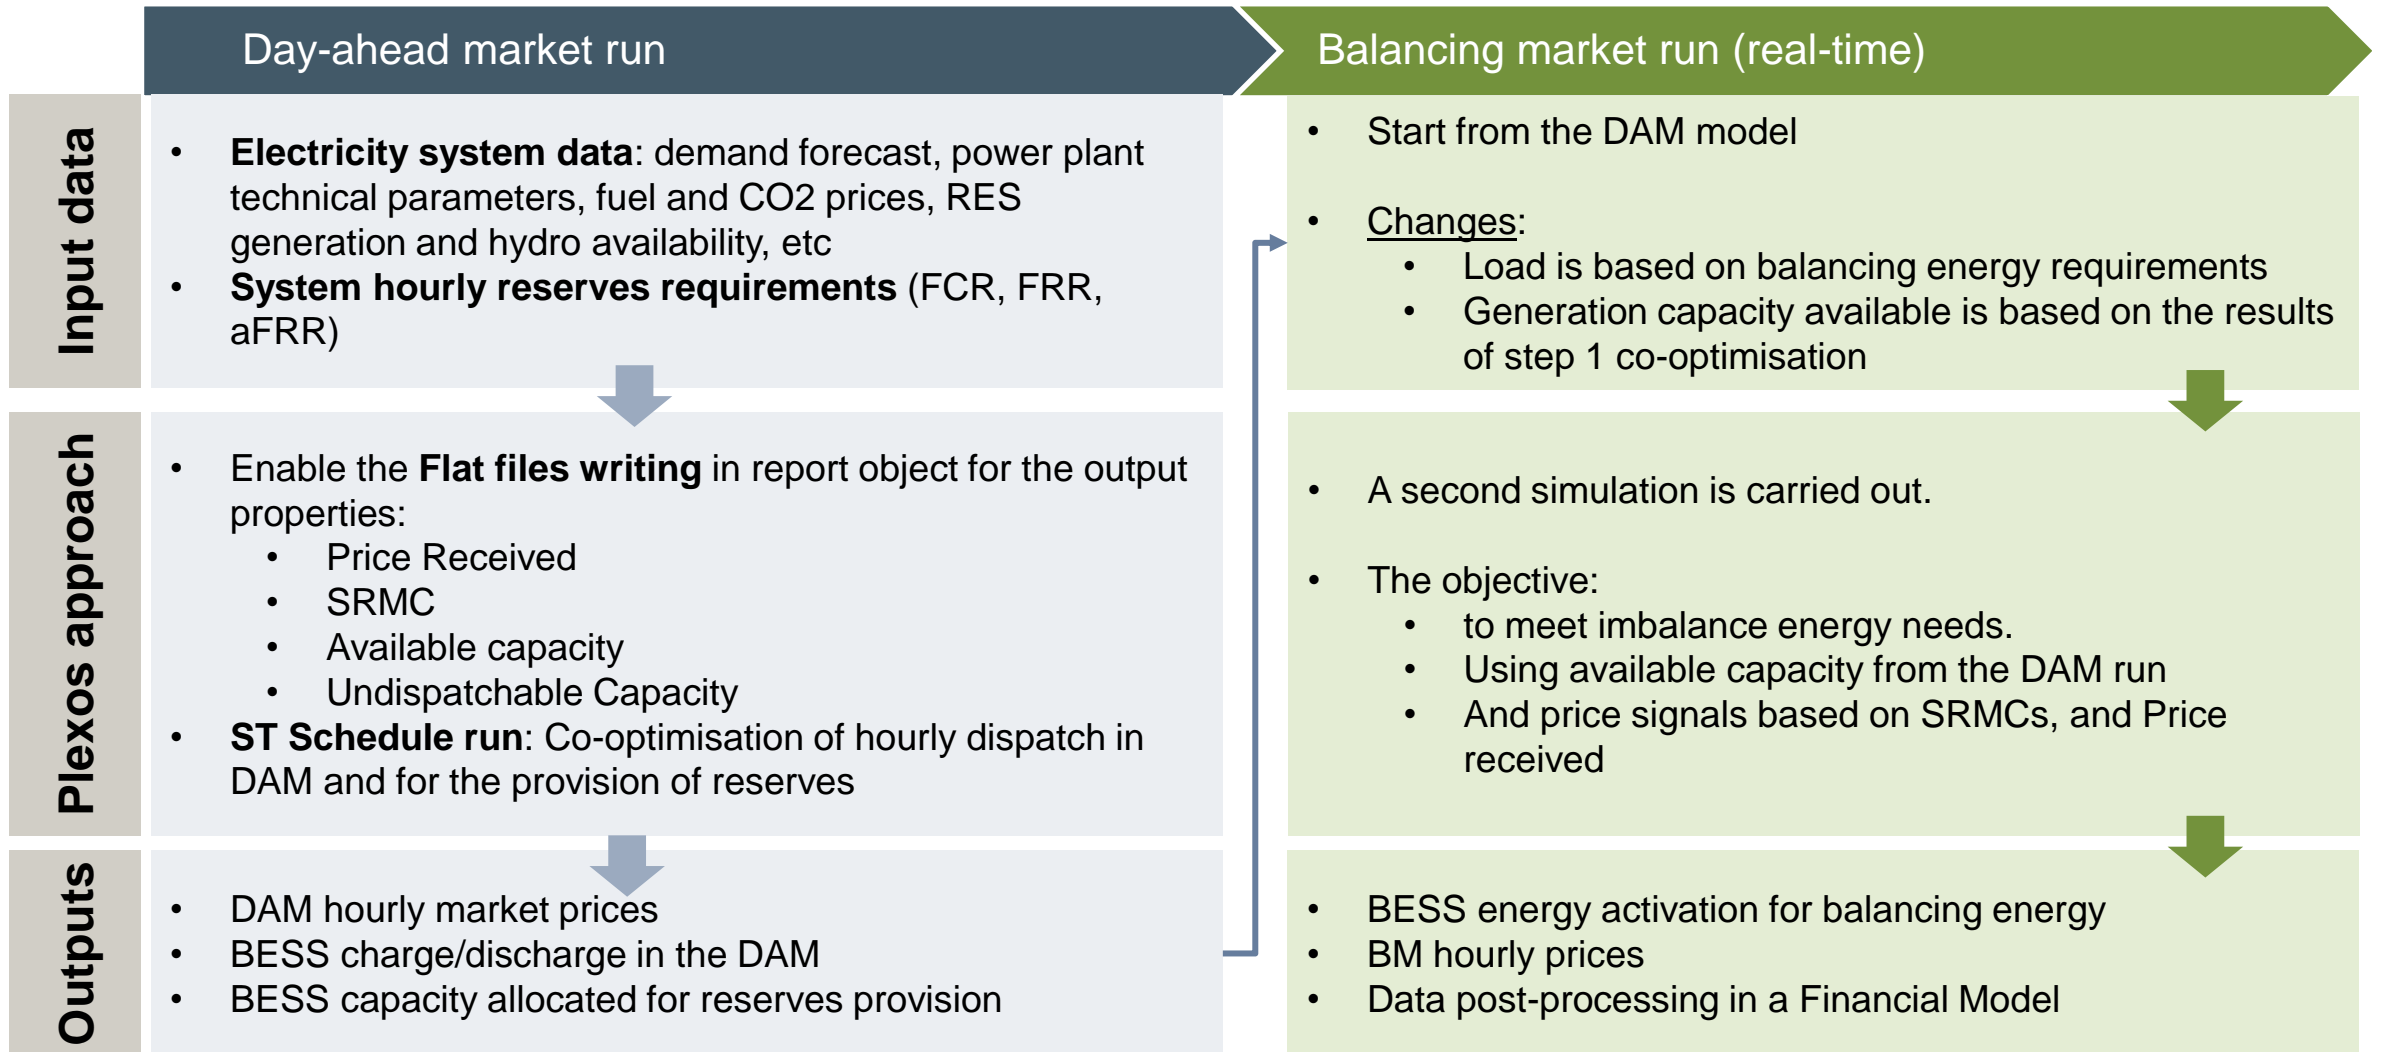 Day-ahead market run
Balancing market run (real-time)
Input data
• Electricity system data: demand forecast, power plant
technical parameters, fuel and CO2 prices, RES
generation and hydro availability, etc
• System hourly reserves requirements (FCR, FRR,
aFRR)
• Start from the DAM model
• Changes:
• Load is based on balancing energy requirements
• Generation capacity available is based on the results
of step 1 co-optimisation
Plexos approach
• Enable the Flat files writing in report object for the output
properties:
• Price Received
• SRMC
• Available capacity
• Undispatchable Capacity
• ST Schedule run: Co-optimisation of hourly dispatch in
DAM and for the provision of reserves
• A second simulation is carried out.
• The objective:
• to meet imbalance energy needs.
• Using available capacity from the DAM run
• And price signals based on SRMCs, and Price
received
Outputs
• DAM hourly market prices
• BESS charge/discharge in the DAM
• BESS capacity allocated for reserves provision
• BESS energy activation for balancing energy
• BM hourly prices
• Data post-processing in a Financial Model